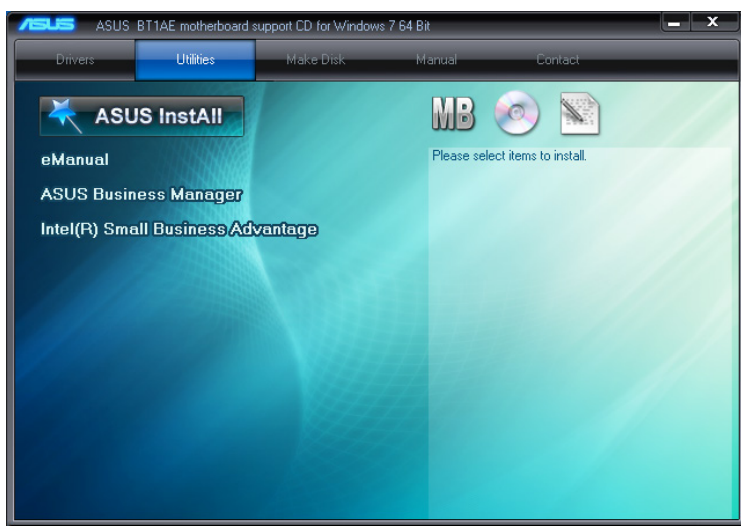 ASUS ASUS BT1AE motherboard support CD for Windows 7 64 Bit
Drivers Utilities Make Disk Manual Contact
ASUS InstAll
MB
eManual
Please select items to install.
ASUS Business Manager
Intel(R) Small Business Advantage